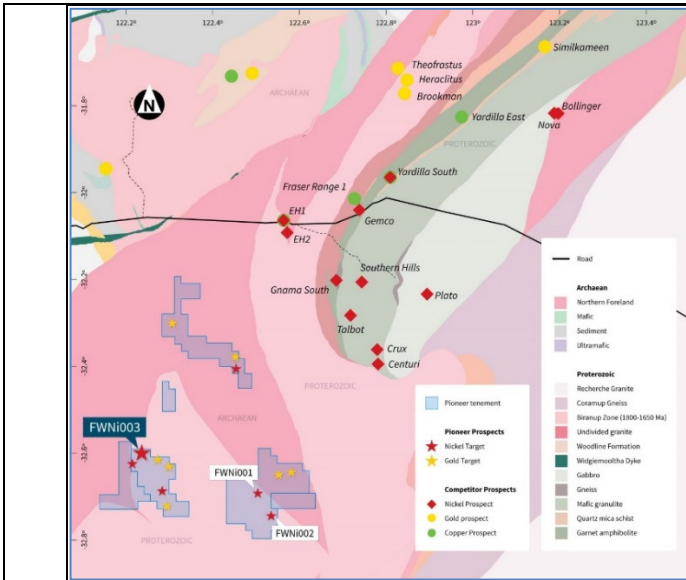 122.2° 122.4° 122.6° 122.8° 123° 123.2° 123.4°
Similkameen
Theofrastus
Heraclitus
Brookman
ARCHAEAN
-31.8°
N
Yardilla East
Bollinger
Nova
PROTEROZOIC
Yardilla South
-32°
Fraser Range 1
EH1
Gemco
EH2
-32.2°
Southern Hills
Gnama South
Plato
Talbot
Crux
Centuri
-32.4°
PROTEROZOIC
ARCHAEAN
FWNi003
-32.6°
FWNi001
FWNi002
-32.8°
PROTEROZOIC
Pioneer tenement
Pioneer Prospects
Nickel Target
Gold Target
Competitor Prospects
Nickel Prospect
Gold prospect
Copper Prospect
Road
Archaean
Northern Foreland
Mafic
Sediment
Ultramafic
Proterozoic
Recherche Granite
Coramup Gneiss
Biranup Zone (1800-1650 Ma)
Undivided granite
Woodline Formation
Widgiemooltha Dyke
Gabbro
Gneiss
Mafic granulite
Quartz mica schist
Garnet amphibolite